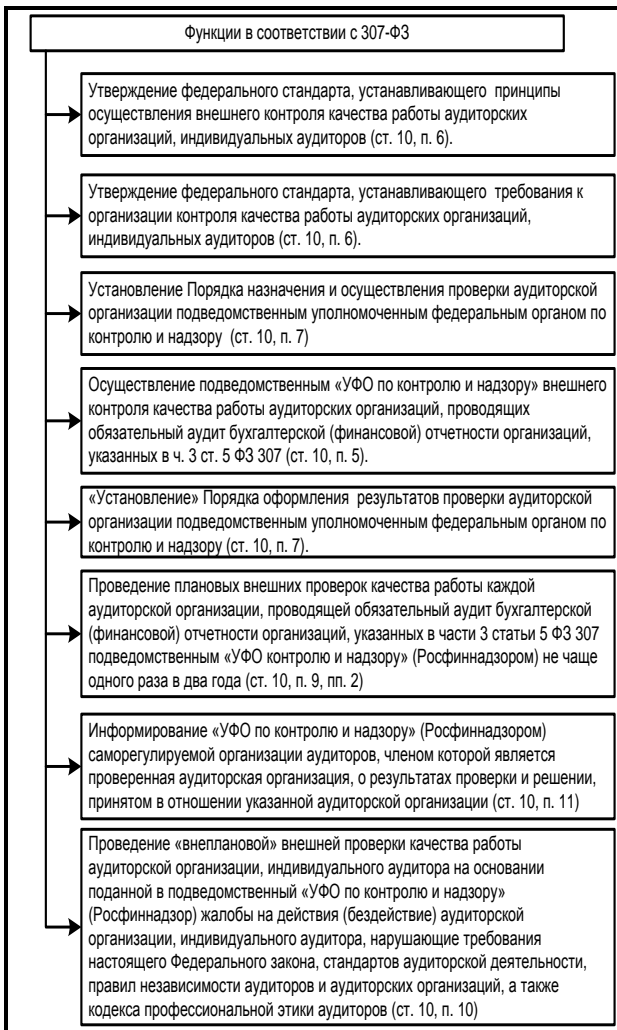 Функции в соответствии с 307-ФЗ
Утверждение федерального стандарта, устанавливающего принципы
осуществления внешнего контроля качества работы аудиторских
организаций, индивидуальных аудиторов (ст. 10, п. 6).
Утверждение федерального стандарта, устанавливающего требования к
организации контроля качества работы аудиторских организаций,
индивидуальных аудиторов (ст. 10, п. 6).
Установление Порядка назначения и осуществления проверки аудиторской
организации подведомственным уполномоченным федеральным органом по
контролю и надзору (ст. 10, п. 7)
Осуществление подведомственным «УФО по контролю и надзору» внешнего
контроля качества работы аудиторских организаций, проводящих
обязательный аудит бухгалтерской (финансовой) отчетности организаций,
указанных в ч. 3 ст. 5 ФЗ 307 (ст. 10, п. 5).
«Установление» Порядка оформления результатов проверки аудиторской
организации подведомственным уполномоченным федеральным органом по
контролю и надзору (ст. 10, п. 7).
Проведение плановых внешних проверок качества работы каждой
аудиторской организации, проводящей обязательный аудит бухгалтерской
(финансовой) отчетности организаций, указанных в части 3 статьи 5 ФЗ 307
подведомственным «УФО контролю и надзору» (Росфиннадзором) не чаще
одного раза в два года (ст. 10, п. 9, пп. 2)
Информирование «УФО по контролю и надзору» (Росфиннадзором)
саморегулируемой организации аудиторов, членом которой является
проверенная аудиторская организация, о результатах проверки и решении,
принятом в отношении указанной аудиторской организации (ст. 10, п. 11)
Проведение «внеплановой» внешней проверки качества работы
аудиторской организации, индивидуального аудитора на основании
поданной в подведомственный «УФО по контролю и надзору»
(Росфиннадзор) жалобы на действия (бездействие) аудиторской
организации, индивидуального аудитора, нарушающие требования
настоящего Федерального закона, стандартов аудиторской деятельности,
правил независимости аудиторов и аудиторских организаций, а также
кодекса профессиональной этики аудиторов (ст. 10, п. 10)